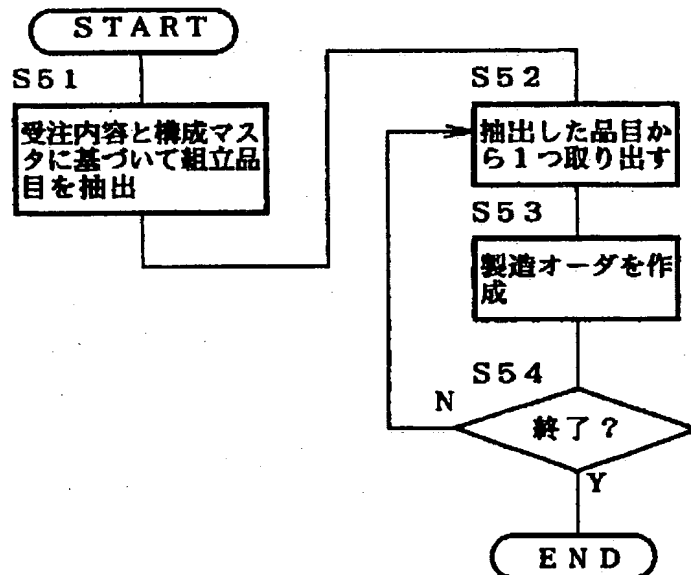 START
S51
受注内容と構成マス
タに基づいて組立品
目を抽出
S52
抽出した品目か
ら1つ取り出す
S53
製造オーダを作
成
S54
N
終了?
Y
END